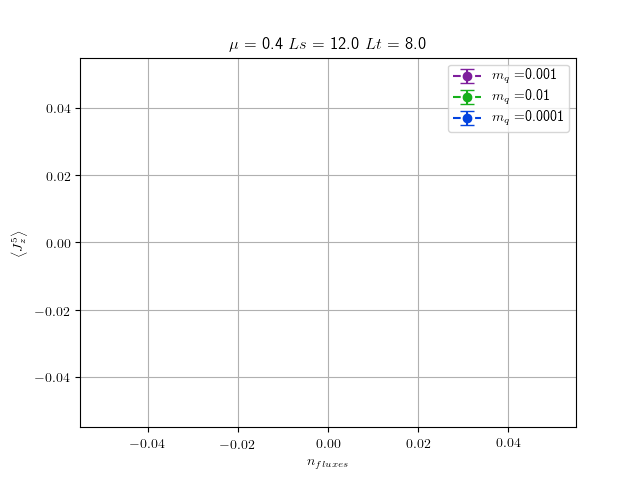 μ = 0.4 Ls = 12.0 Lt = 8.0
m_q =0.001
m_q =0.01
m_q =0.0001
0.04
0.02
0.00
−0.02
−0.04
⟨J_z^5⟩
−0.04 −0.02 0.00 0.02 0.04
n_{fluxes}